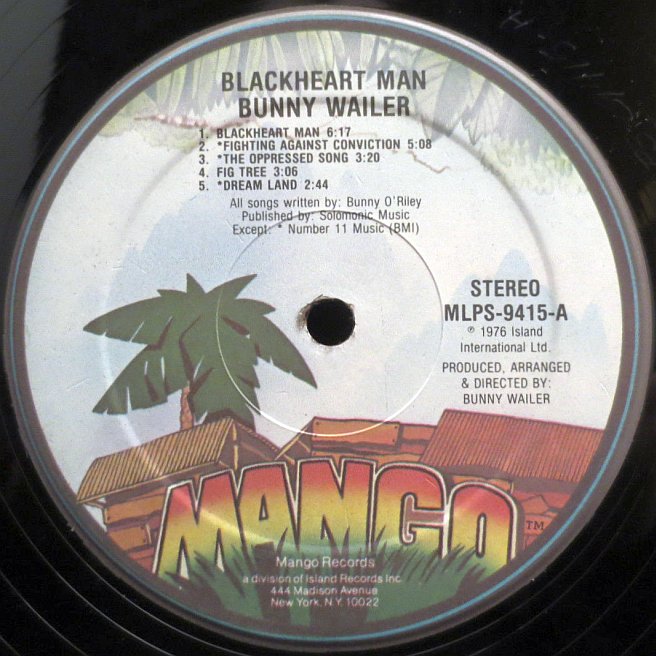 BLACKHEART MAN
BUNNY WAILER
1. BLACKHEART MAN 6:17
2. *FIGHTING AGAINST CONVICTION 5:08
3. *THE OPPRESSED SONG 3:20
4. FIG TREE 3:06
5. *DREAM LAND 2:44
All songs written by: Bunny O'Riley
Published by: Solomonic Music
Except: * Number 11 Music (BMI)
STEREO
MLPS-9415-A
℗ 1976 Island
International Ltd.
PRODUCED, ARRANGED
& DIRECTED BY:
BUNNY WAILER
MANGO TM
Mango Records
a division of Island Records Inc.
444 Madison Avenue
New York, N.Y. 10022